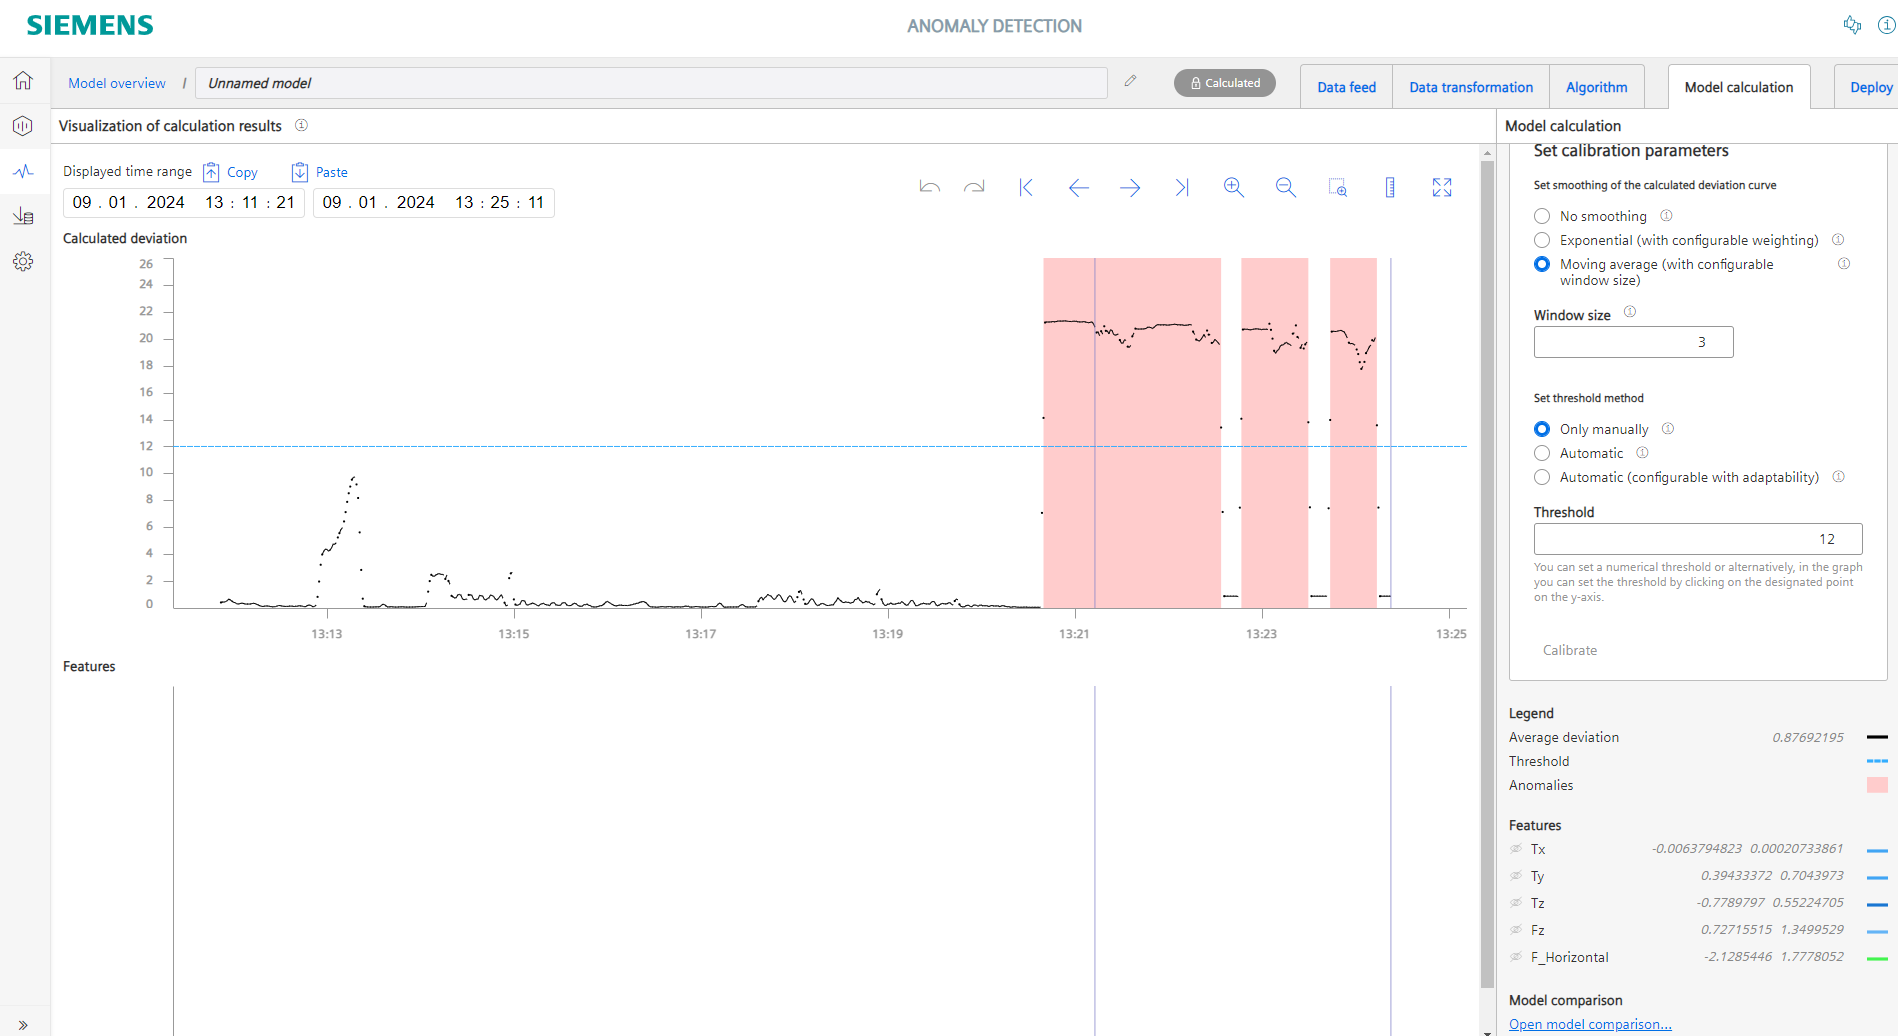 SIEMENS
ANOMALY DETECTION
Model overview / Unnamed model
Calculated
Data feed
Data transformation
Algorithm
Model calculation
Deploy
Visualization of calculation results
Displayed time range Copy Paste
09 . 01 . 2024 13 : 11 : 21
09 . 01 . 2024 13 : 25 : 11
Calculated deviation
26
24
22
20
18
16
14
12
10
8
6
4
2
0
13:13 13:15 13:17 13:19 13:21 13:23 13:25
Features
Model calculation
Set calibration parameters
Set smoothing of the calculated deviation curve
No smoothing
Exponential (with configurable weighting)
Moving average (with configurable
window size)
Window size
3
Set threshold method
Only manually
Automatic
Automatic (configurable with adaptability)
Threshold
12
You can set a numerical threshold or alternatively, in the graph
you can set the threshold by clicking on the designated point
on the y-axis.
Calibrate
Legend
Average deviation 0.87692195
Threshold
Anomalies
Features
Tx -0.0063794823 0.00020733861
Ty 0.39433372 0.7043973
Tz -0.7789797 0.55224705
Fz 0.72715515 1.3499529
F_Horizontal -2.1285446 1.7778052
Model comparison
Open model comparison...